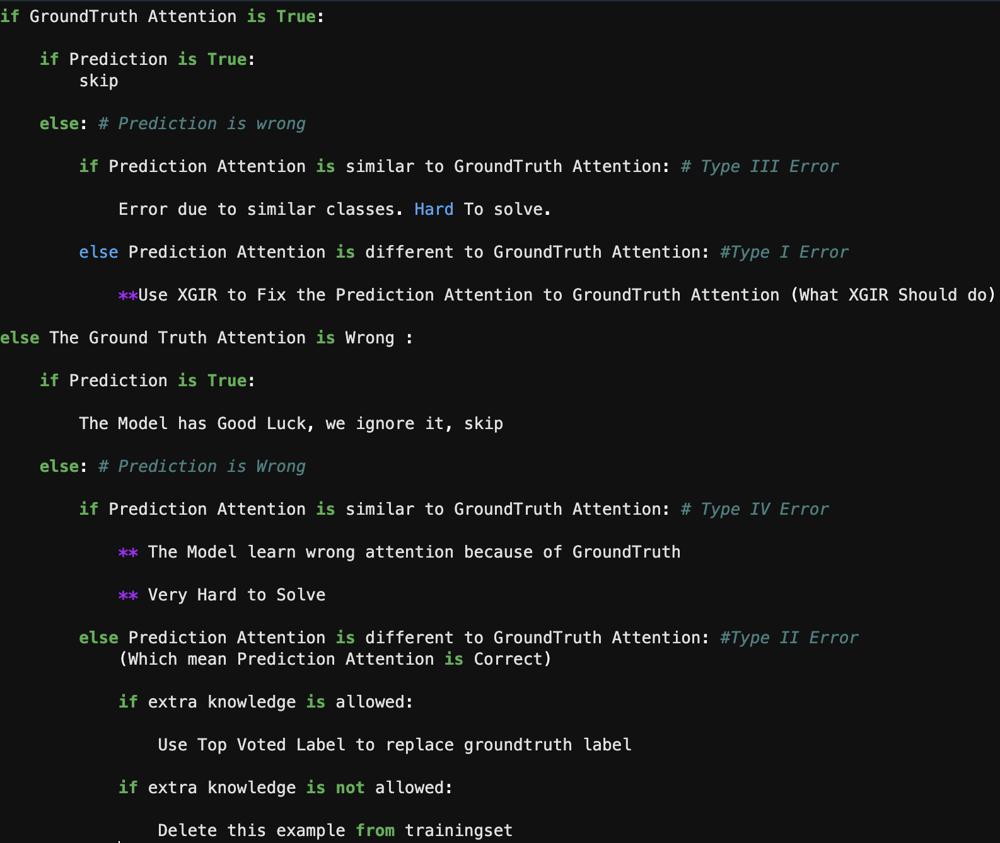 if GroundTruth Attention is True:
if Prediction is True:
skip
else: # Prediction is wrong
if Prediction Attention is similar to GroundTruth Attention: # Type III Error
Error due to similar classes. Hard To solve.
else Prediction Attention is different to GroundTruth Attention: #Type I Error
**Use XGIR to Fix the Prediction Attention to GroundTruth Attention (What XGIR Should do)
else The Ground Truth Attention is Wrong :
if Prediction is True:
The Model has Good Luck, we ignore it, skip
else: # Prediction is Wrong
if Prediction Attention is similar to GroundTruth Attention: # Type IV Error
** The Model learn wrong attention because of GroundTruth
** Very Hard to Solve
else Prediction Attention is different to GroundTruth Attention: #Type II Error
(Which mean Prediction Attention is Correct)
if extra knowledge is allowed:
Use Top Voted Label to replace groundtruth label
if extra knowledge is not allowed:
Delete this example from trainingset